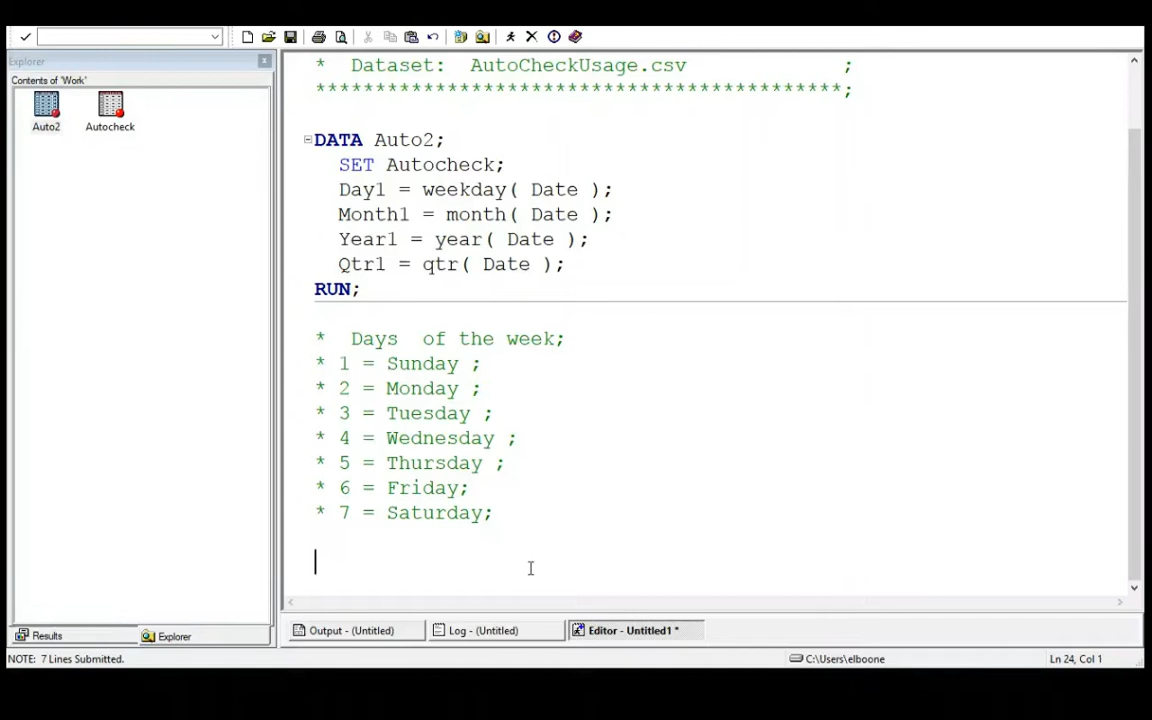 Explorer
Contents of 'Work'
Auto2
Autocheck
* Dataset: AutoCheckUsage.csv ;
********************************************;
DATA Auto2;
SET Autocheck;
Day1 = weekday( Date );
Month1 = month( Date );
Year1 = year( Date );
Qtr1 = qtr( Date );
RUN;
* Days of the week;
* 1 = Sunday ;
* 2 = Monday ;
* 3 = Tuesday ;
* 4 = Wednesday ;
* 5 = Thursday ;
* 6 = Friday;
* 7 = Saturday;
Results
Explorer
Output - (Untitled)
Log - (Untitled)
Editor - Untitled1 *
NOTE: 7 Lines Submitted.
C:\Users\elboone
Ln 24, Col 1